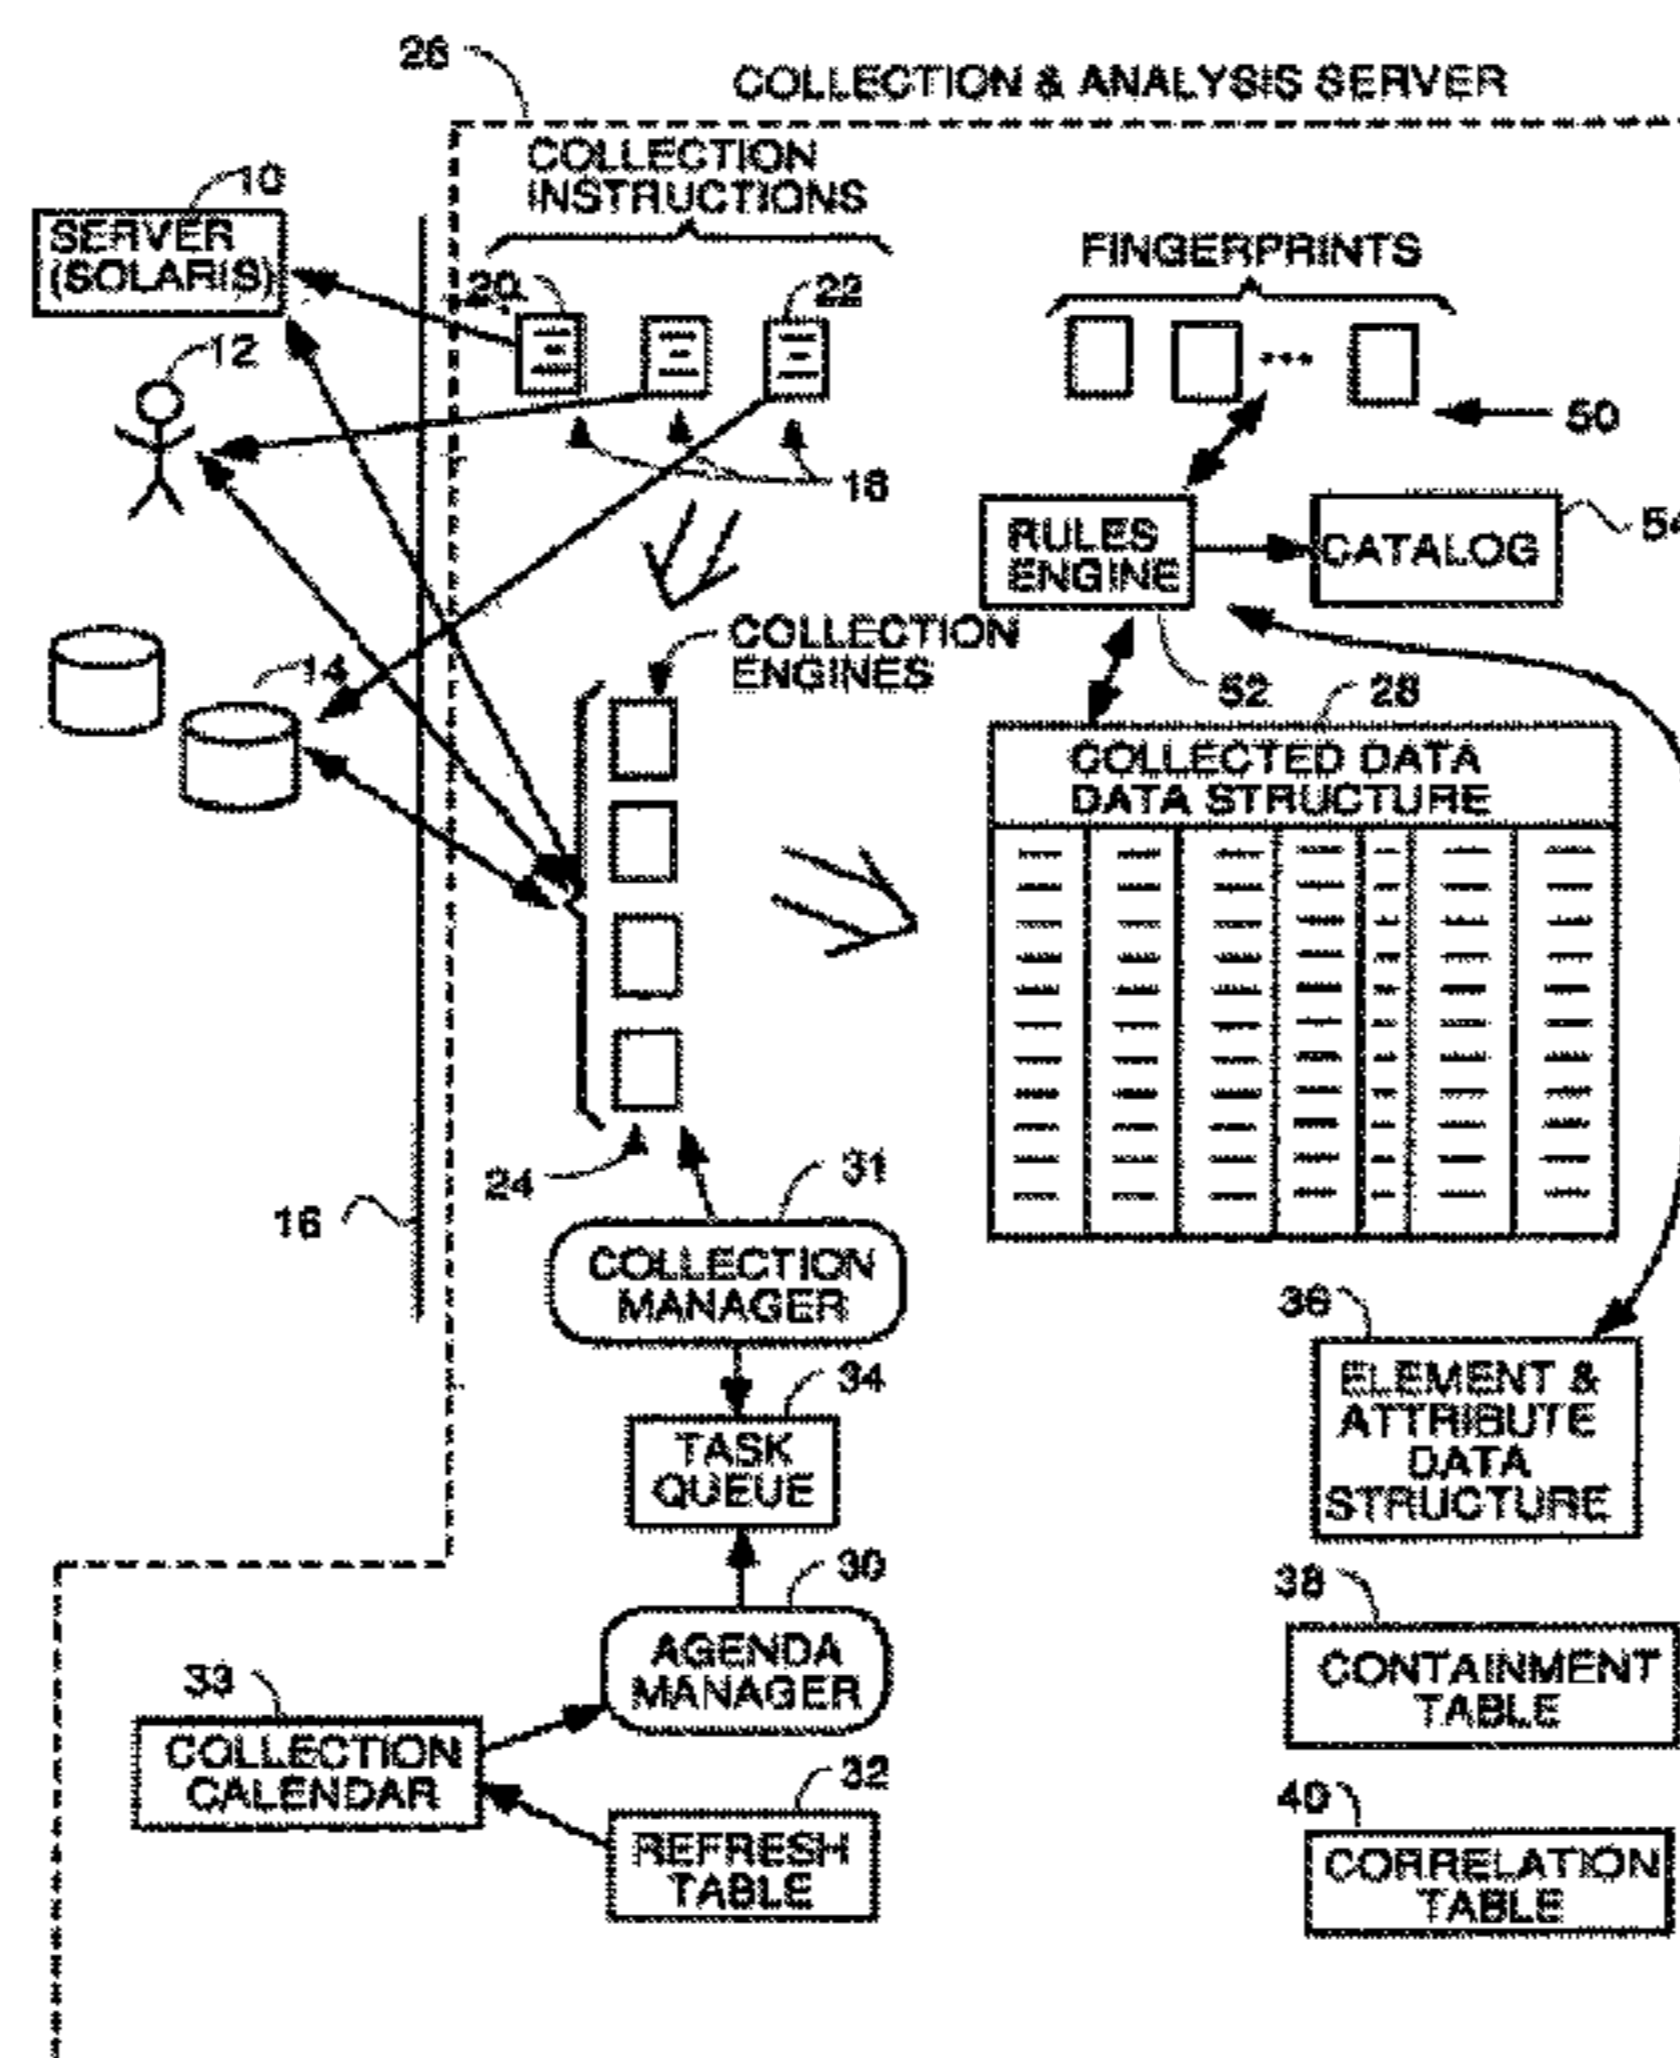 26
COLLECTION & ANALYSIS SERVER
COLLECTION
INSTRUCTIONS
10
SERVER
(SOLARIS)
20
22
FINGERPRINTS
12
50
18
RULES
ENGINE
CATALOG
54
COLLECTION
ENGINES
14
52
28
COLLECTED DATA
DATA STRUCTURE
24
31
16
COLLECTION
MANAGER
36
34
ELEMENT &
ATTRIBUTE
DATA
STRUCTURE
TASK
QUEUE
30
38
AGENDA
MANAGER
33
CONTAINMENT
TABLE
COLLECTION
CALENDAR
32
40
REFRESH
TABLE
CORRELATION
TABLE